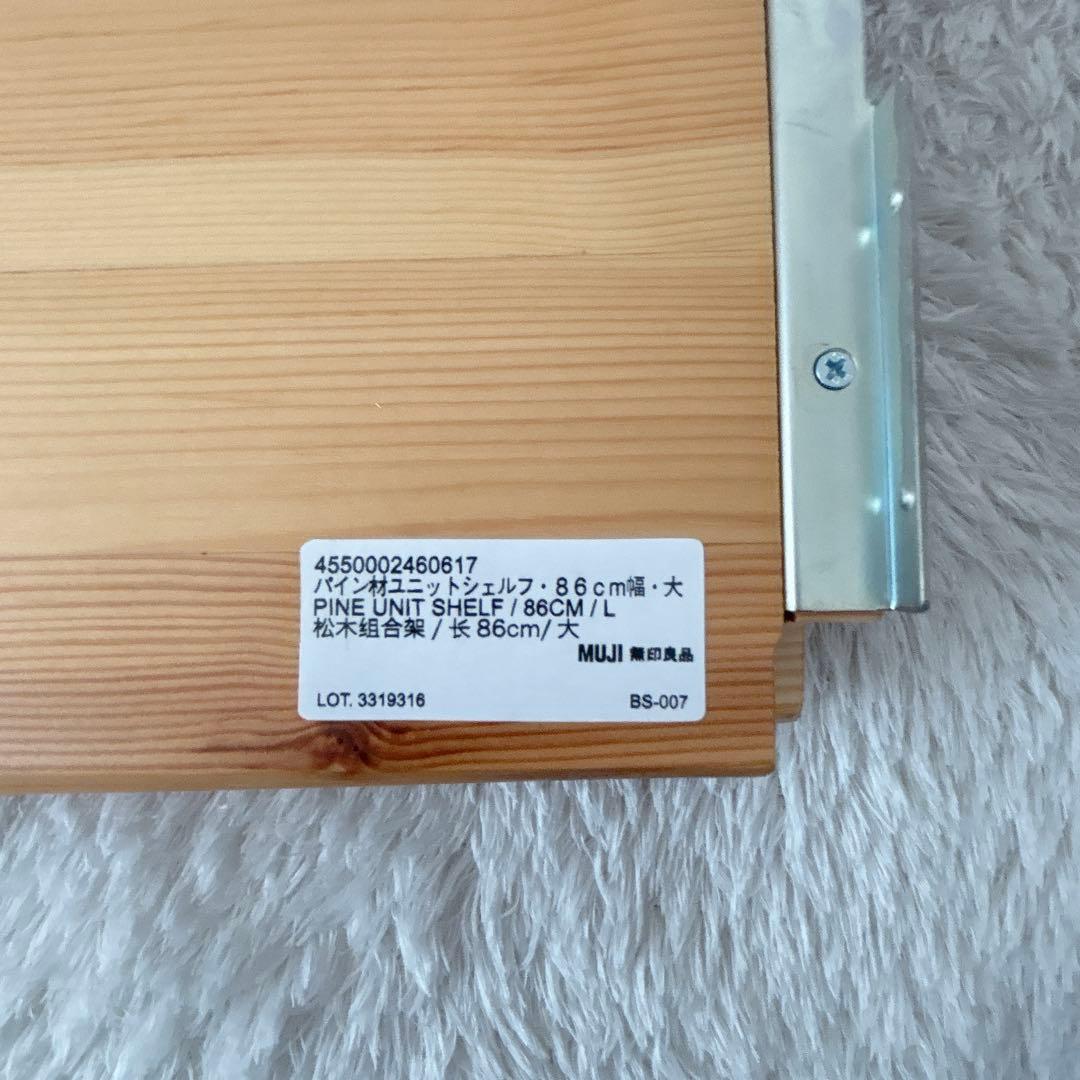 4550002460617
パイン材ユニットシェルフ・８６ｃｍ幅・大
PINE UNIT SHELF / 86CM / L
松木组合架 / 长 86cm/ 大
MUJI 無印良品
LOT. 3319316 BS-007